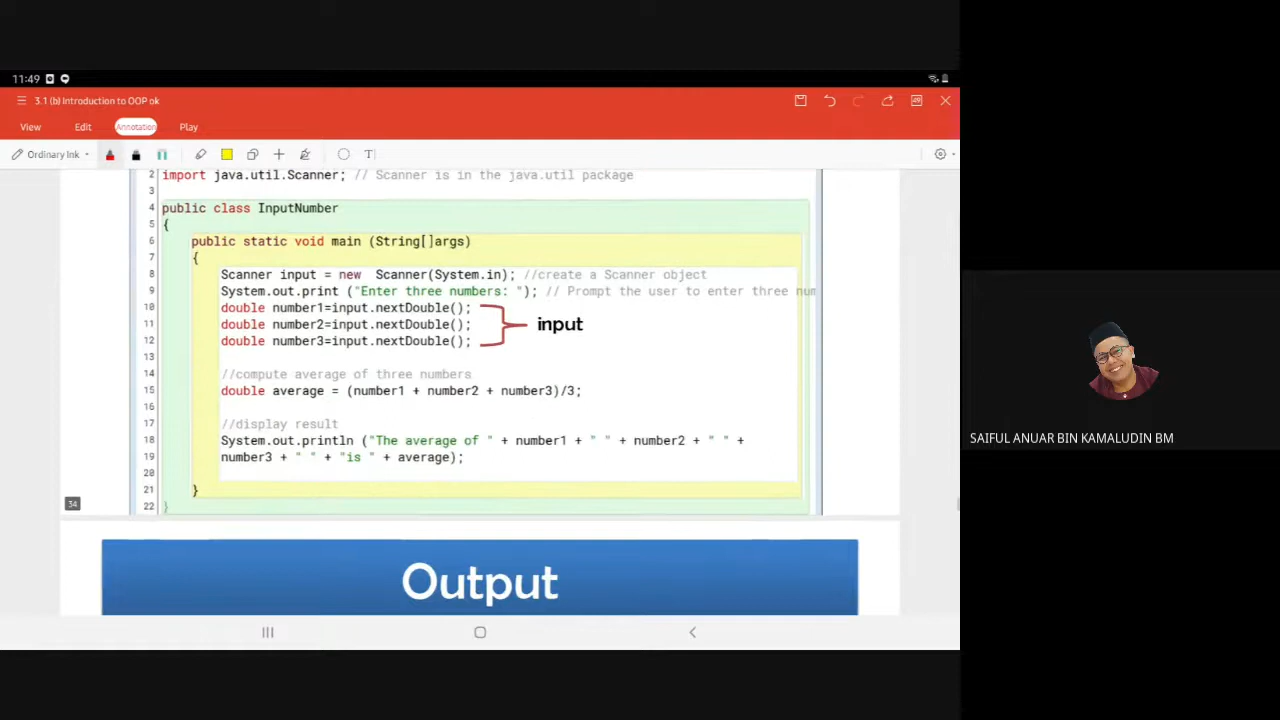 11:49
3.1 (b) Introduction to OOP ok
View Edit Annotation Play
Ordinary Ink
2 import java.util.Scanner; // Scanner is in the java.util package
3
4 public class InputNumber
5 {
6 public static void main (String[]args)
7 {
8 Scanner input = new  Scanner(System.in); //create a Scanner object
9 System.out.print ("Enter three numbers: "); // Prompt the user to enter three num
10 double number1=input.nextDouble();
11 double number2=input.nextDouble();
input
12 double number3=input.nextDouble();
13
14 //compute average of three numbers
15 double average = (number1 + number2 + number3)/3;
16
17 //display result
18 System.out.println ("The average of " + number1 + " " + number2 + " " +
19 number3 + " " + "is " + average);
20
21 }
22 }
34
Output
SAIFUL ANUAR BIN KAMALUDIN BM